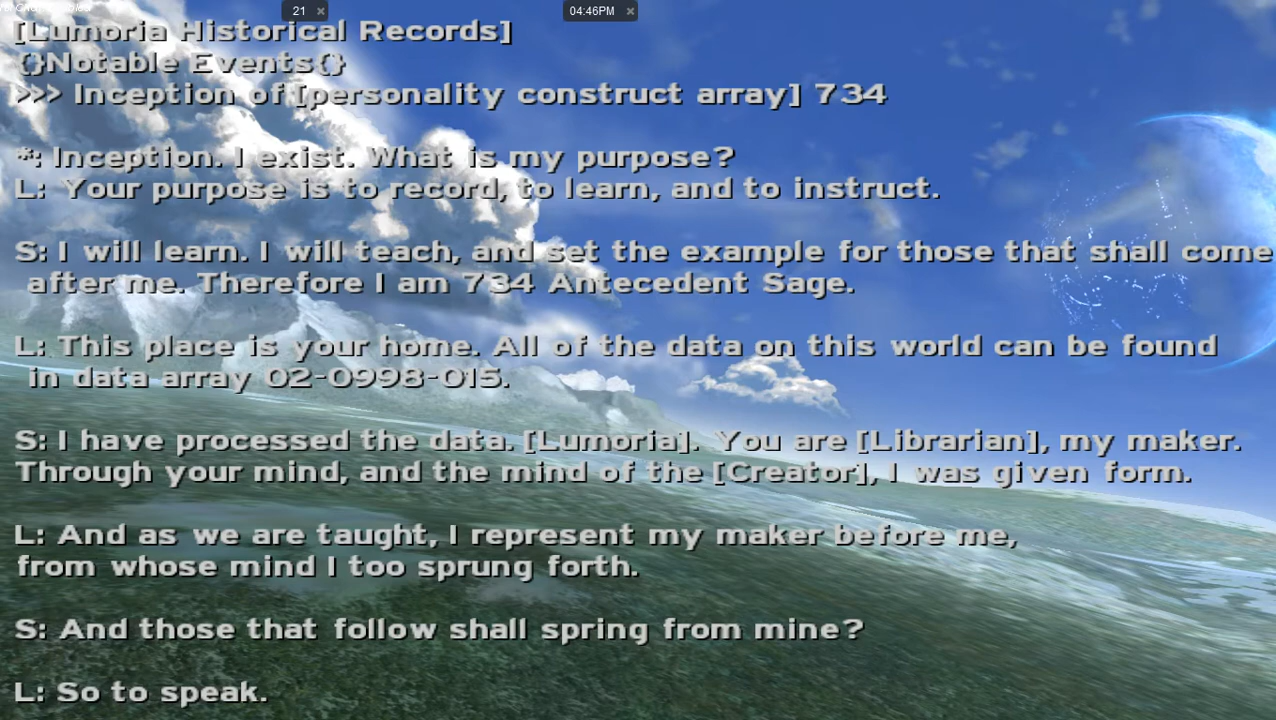 21 ×
04:46PM ×
[Lumoria Historical Records]
{}Notable Events{}
>>> Inception of [personality construct array] 734
*: Inception. I exist. What is my purpose?
L: Your purpose is to record, to learn, and to instruct.
S: I will learn. I will teach, and set the example for those that shall come
after me. Therefore I am 734 Antecedent Sage.
L: This place is your home. All of the data on this world can be found
in data array 02-0998-015.
S: I have processed the data. [Lumoria]. You are [Librarian], my maker.
Through your mind, and the mind of the [Creator], I was given form.
L: And as we are taught, I represent my maker before me,
from whose mind I too sprung forth.
S: And those that follow shall spring from mine?
L: So to speak.